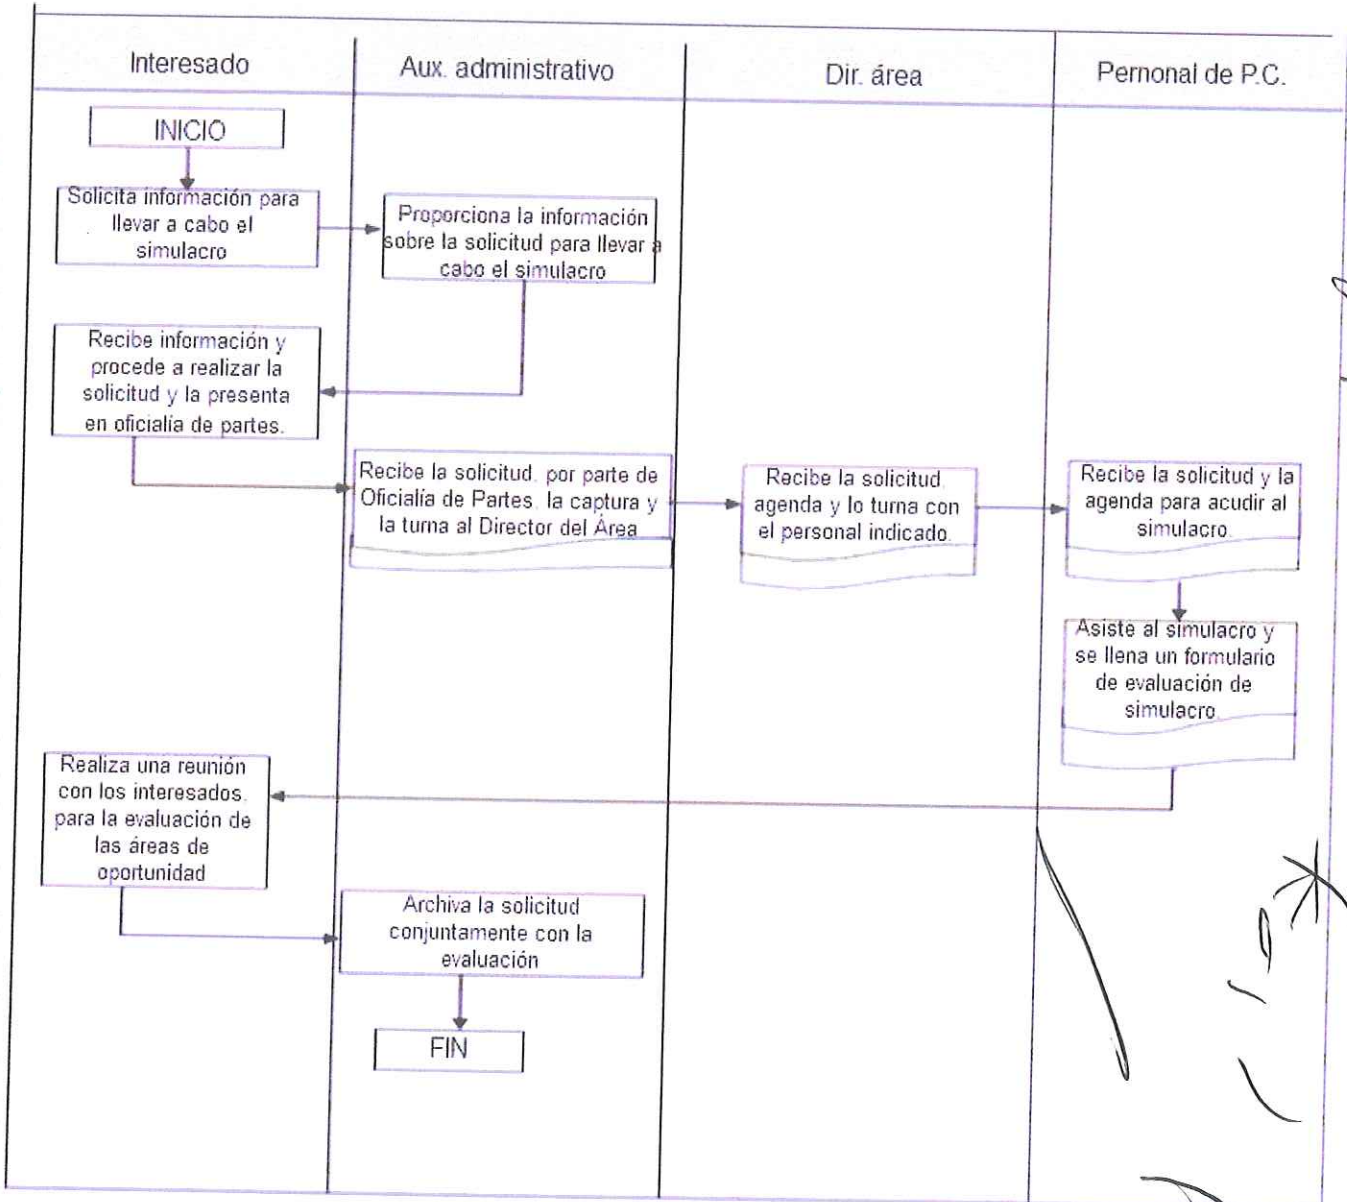 Interesado
Aux. administrativo
Dir. área
Pernonal de P.C.
INICIO
Solicita información para
llevar a cabo el
simulacro
Proporciona la información
sobre la solicitud para llevar a
cabo el simulacro
Recibe información y
procede a realizar la
solicitud y la presenta
en oficialía de partes.
Recibe la solicitud, por parte de
Oficialía de Partes, la captura y
la turna al Director del Área
Recibe la solicitud,
agenda y lo turna con
el personal indicado.
Recibe la solicitud y la
agenda para acudir al
simulacro.
Asiste al simulacro y
se llena un formulario
de evaluación de
simulacro.
Realiza una reunión
con los interesados,
para la evaluación de
las áreas de
oportunidad
Archiva la solicitud
conjuntamente con la
evaluación
FIN